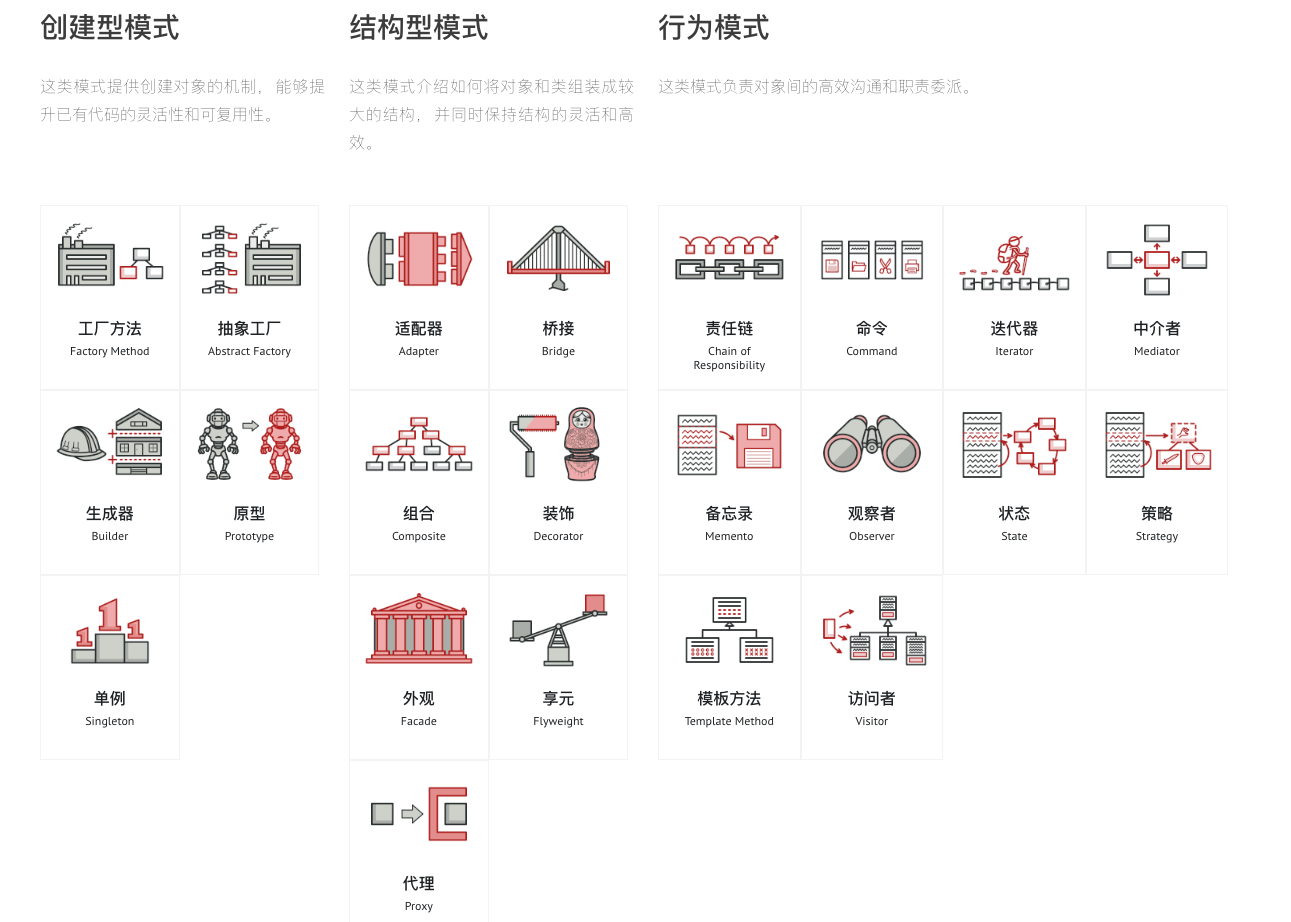 创建型模式
这类模式提供创建对象的机制， 能够提
升已有代码的灵活性和可复用性。
工厂方法
Factory Method
抽象工厂
Abstract Factory
生成器
Builder
原型
Prototype
单例
Singleton
结构型模式
这类模式介绍如何将对象和类组装成较
大的结构， 并同时保持结构的灵活和高
效。
适配器
Adapter
桥接
Bridge
组合
Composite
装饰
Decorator
外观
Facade
享元
Flyweight
代理
Proxy
行为模式
这类模式负责对象间的高效沟通和职责委派。
责任链
Chain of
Responsibility
命令
Command
迭代器
Iterator
中介者
Mediator
备忘录
Memento
观察者
Observer
状态
State
策略
Strategy
模板方法
Template Method
访问者
Visitor